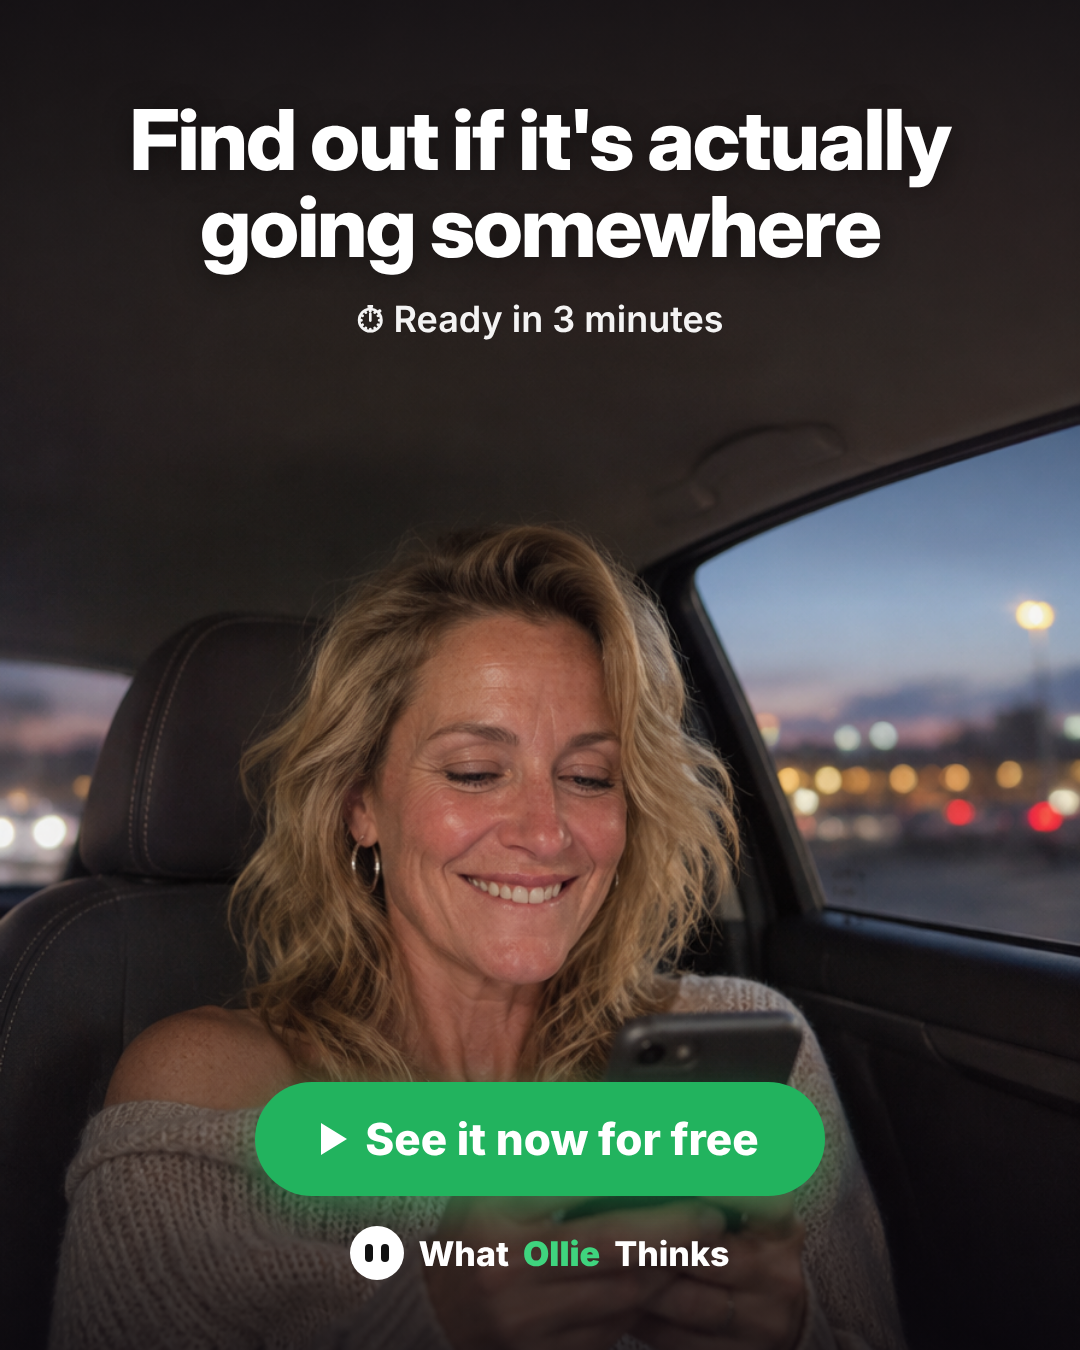 Find out if it's actually
going somewhere
⏱ Ready in 3 minutes
▶ See it now for free
What Ollie Thinks